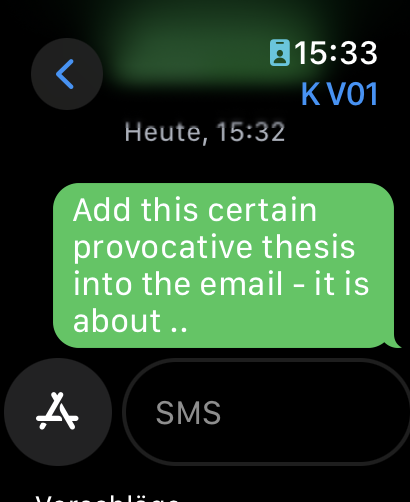 15:33
K V01
Heute, 15:32
Add this certain
provocative thesis
into the email - it is
about ..
SMS
Vorschläge